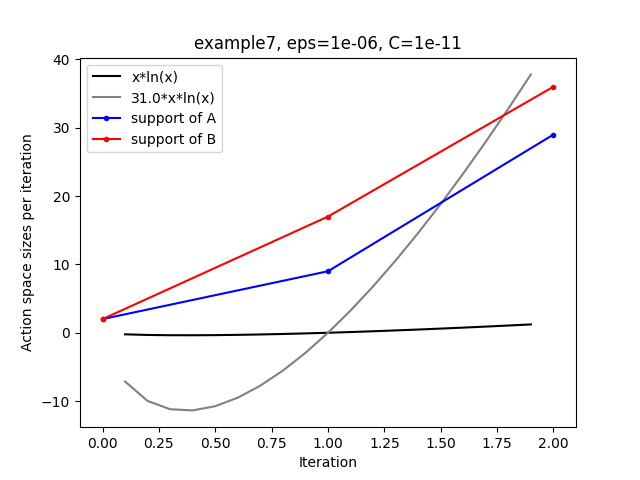 example7, eps=1e-06, C=1e-11
x*ln(x)
31.0*x*ln(x)
support of A
support of B
Action space sizes per iteration
40
30
20
10
0
−10
0.00 0.25 0.50 0.75 1.00 1.25 1.50 1.75 2.00
Iteration